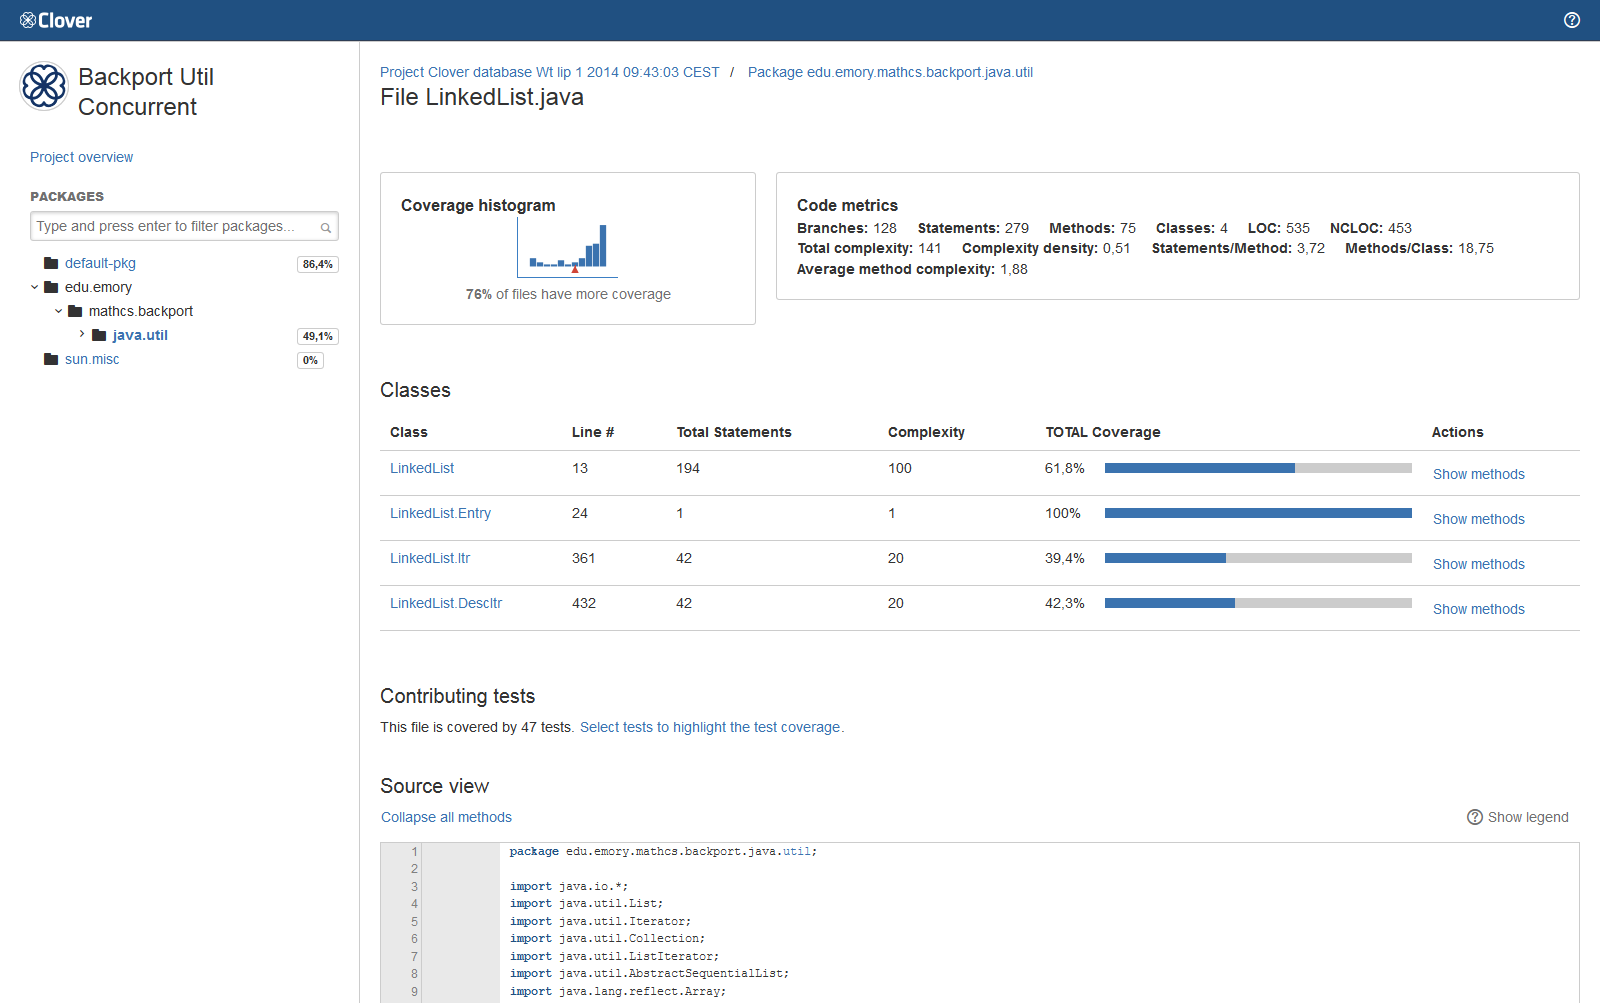 Clover
Backport Util
Concurrent
Project overview
PACKAGES
Type and press enter to filter packages...
default-pkg 86,4%
edu.emory
mathcs.backport
java.util 49,1%
sun.misc 0%
Project Clover database Wt lip 1 2014 09:43:03 CEST / Package edu.emory.mathcs.backport.java.util
File LinkedList.java
Coverage histogram
76% of files have more coverage
Code metrics
Branches: 128 Statements: 279 Methods: 75 Classes: 4 LOC: 535 NCLOC: 453
Total complexity: 141 Complexity density: 0,51 Statements/Method: 3,72 Methods/Class: 18,75
Average method complexity: 1,88
Classes
Class Line # Total Statements Complexity TOTAL Coverage Actions
LinkedList 13 194 100 61,8% Show methods
LinkedList.Entry 24 1 1 100% Show methods
LinkedList.Itr 361 42 20 39,4% Show methods
LinkedList.DescItr 432 42 20 42,3% Show methods
Contributing tests
This file is covered by 47 tests. Select tests to highlight the test coverage.
Source view
Collapse all methods
? Show legend
1 package edu.emory.mathcs.backport.java.util;
2
3 import java.io.*;
4 import java.util.List;
5 import java.util.Iterator;
6 import java.util.Collection;
7 import java.util.ListIterator;
8 import java.util.AbstractSequentialList;
9 import java.lang.reflect.Array;